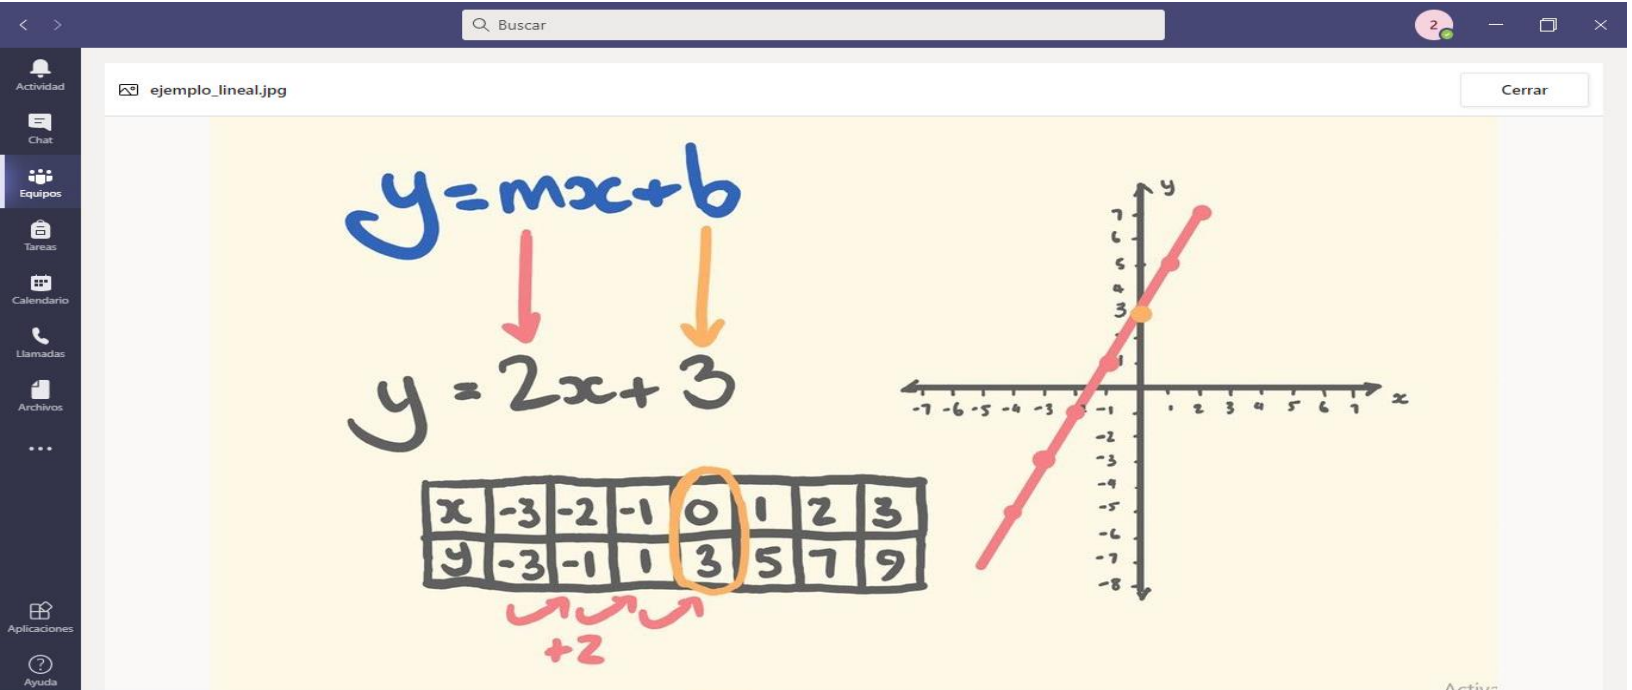 Buscar
2
Actividad
Chat
Equipos
Tareas
Calendario
Llamadas
Archivos
Aplicaciones
Ayuda
ejemplo_lineal.jpg
Cerrar
y=mx+b
y=2x+3
x -3 -2 -1 0 1 2 3
y -3 -1 1 3 5 7 9
+2
y
7
6
5
4
3
1
-7 -6 -5 -4 -3 -1 1 2 3 4 5 6 7 x
-2
-3
-4
-5
-6
-7
-8